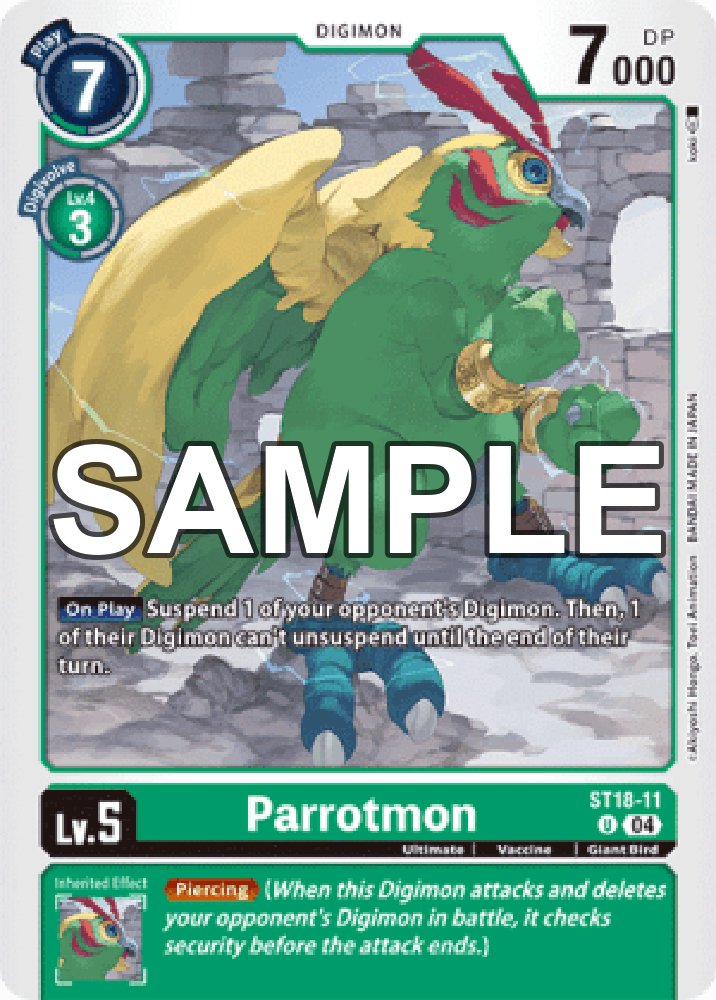 DIGIMON
Play
7
7000
DP
Digivolve
Lv.4
3
koki
SAMPLE
On Play Suspend 1 of your opponent's Digimon. Then, 1
of their Digimon can't unsuspend until the end of their
turn.
©Akiyoshi Hongo, Toei Animation BANDAI MADE IN JAPAN
Lv.5
Parrotmon
ST18-11
U 04
Ultimate | Vaccine | Giant Bird
Inherited Effect
Piercing (When this Digimon attacks and deletes
your opponent's Digimon in battle, it checks
security before the attack ends.)